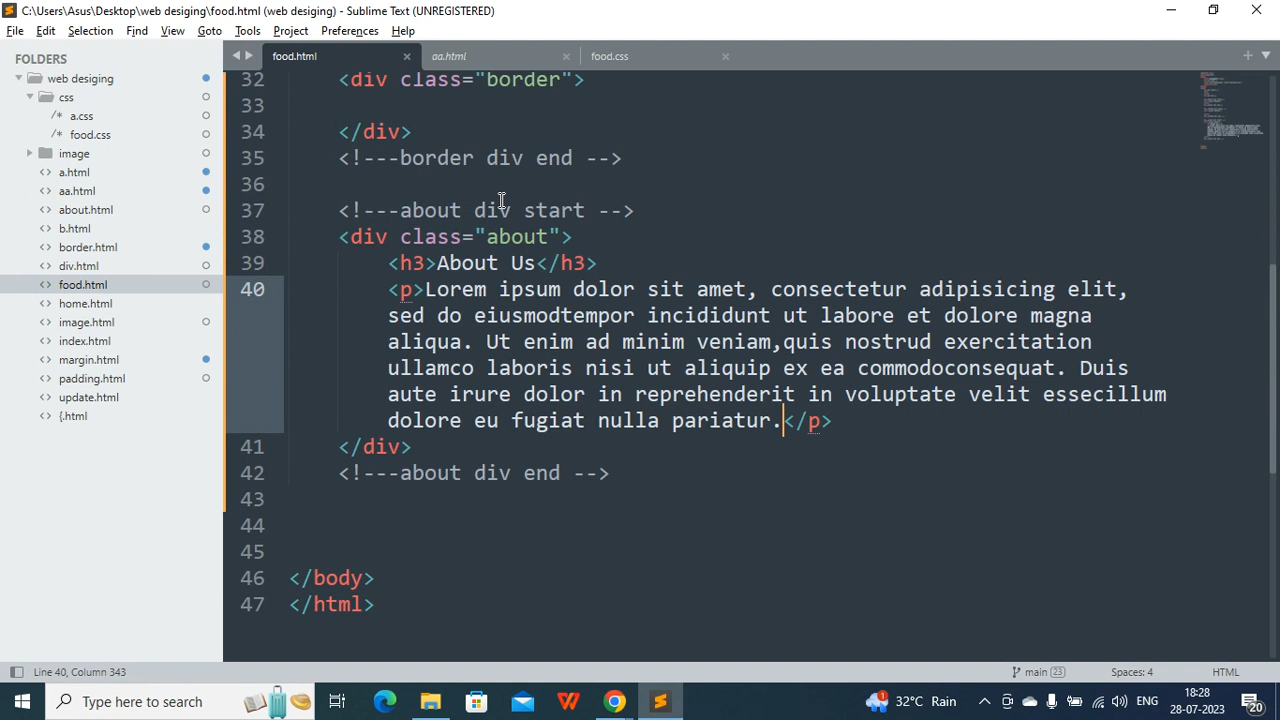 C:\Users\Asus\Desktop\web desiging\food.html (web desiging) - Sublime Text (UNREGISTERED)
File Edit Selection Find View Goto Tools Project Preferences Help
FOLDERS
web desiging
css
/* a.css
/* food.css
image
<> a.html
<> aa.html
<> about.html
<> b.html
<> border.html
<> div.html
<> food.html
<> home.html
<> image.html
<> index.html
<> margin.html
<> padding.html
<> update.html
<> {.html
food.html aa.html food.css
32 <div class="border">
33
34 </div>
35 <!---border div end -->
36
37 <!---about div start -->
38 <div class="about">
39 <h3>About Us</h3>
40 <p>Lorem ipsum dolor sit amet, consectetur adipisicing elit,
sed do eiusmodtempor incididunt ut labore et dolore magna
aliqua. Ut enim ad minim veniam,quis nostrud exercitation
ullamco laboris nisi ut aliquip ex ea commodoconsequat. Duis
aute irure dolor in reprehenderit in voluptate velit essecillum
dolore eu fugiat nulla pariatur.</p>
41 </div>
42 <!---about div end -->
43
44
45
46 </body>
47 </html>
Line 40, Column 343 main 23 Spaces: 4 HTML
Type here to search 1 32°C Rain ENG 18:28
28-07-2023 20